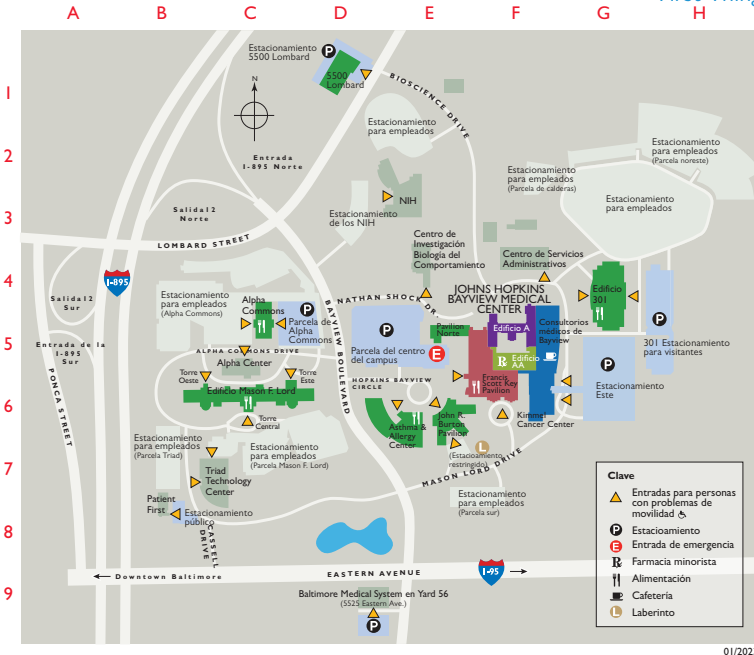 A B C D E F G H
1
2
3
4
5
6
7
8
9
Estacionamiento
5500 Lombard
P
5500
Lombard
BIOSCIENCE DRIVE
N
Estacionamiento
para empleados
Entrada
I-895 Norte
Estacionamiento
para empleados
(Parcela noreste)
Estacionamiento
para empleados
(Parcela de calderas)
Estacionamiento
para empleados
NIH
Estacionamiento
de los NIH
Salida12
Norte
LOMBARD STREET
Centro de
Investigación
Biología del
Comportamiento
Centro de Servicios
Administrativos
I-895
Salida12
Sur
Entrada de la
I-895
Sur
PONCA STREET
Estacionamiento
para empleados
(Alpha Commons)
Alpha
Commons
P
Parcela de
Alpha
Commons
NATHAN SHOCK DR.
BAYVIEW BOULEVARD
JOHNS HOPKINS
BAYVIEW MEDICAL
CENTER
Edificio
301
P
301 Estacionamiento
para visitantes
P
Parcela del centro
del campus
Pabellón
Norte
E
Edificio A
Edificio
AA
Consultorios
médicos de
Bayview
P
Estacionamiento
Este
ALPHA COMMONS DRIVE
Alpha Center
Torre
Oeste
Torre
Este
Edificio Mason F. Lord
Torre
Central
HOPKINS BAYVIEW
CIRCLE
Francis
Scott Key
Pavilion
Asthma &
Allergy
Center
John R.
Burton
Pavilion
Kimmel
Cancer Center
L
(Estacioamiento
restringido)
MASON LORD DRIVE
Estacionamiento
para empleados
(Parcela Triad)
Estacionamiento
para empleados
(Parcela Mason F. Lord)
Triad
Technology
Center
Patient
First
Estacionamiento
público
CASSELL
DRIVE
Estacionamiento
para empleados
(Parcela sur)
Downtown Baltimore
EASTERN AVENUE
I-95
Baltimore Medical System en Yard 56
(5525 Eastern Ave.)
P
Clave
Entradas para personas
con problemas de
movilidad
P Estacioamiento
E Entrada de emergencia
Farmacia minorista
Alimentación
Cafetería
L Laberinto